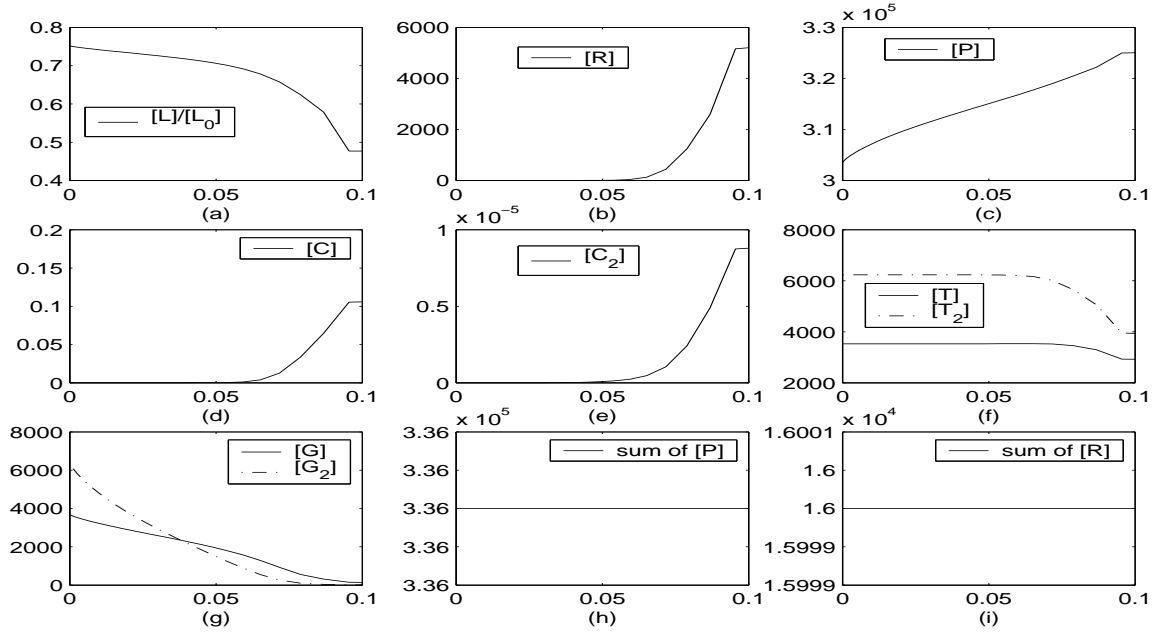 0.8
0.7
0.6
0.5
0.4
[L]/[L0]
0
0.05
0.1
(a)
6000
4000
2000
0
[R]
0
0.05
0.1
(b)
x 10^5
3.3
3.2
3.1
3
[P]
0
0.05
0.1
(c)
0.2
0.15
0.1
0.05
0
[C]
0
0.05
0.1
(d)
x 10^-5
1
0.5
0
[C2]
0
0.05
0.1
(e)
8000
6000
4000
2000
[T]
[T2]
0
0.05
0.1
(f)
8000
6000
4000
2000
0
[G]
[G2]
0
0.05
0.1
(g)
x 10^5
3.36
3.36
3.36
3.36
3.36
sum of [P]
0
0.05
0.1
(h)
x 10^4
1.6001
1.6
1.6
1.5999
1.5999
sum of [R]
0
0.05
0.1
(i)